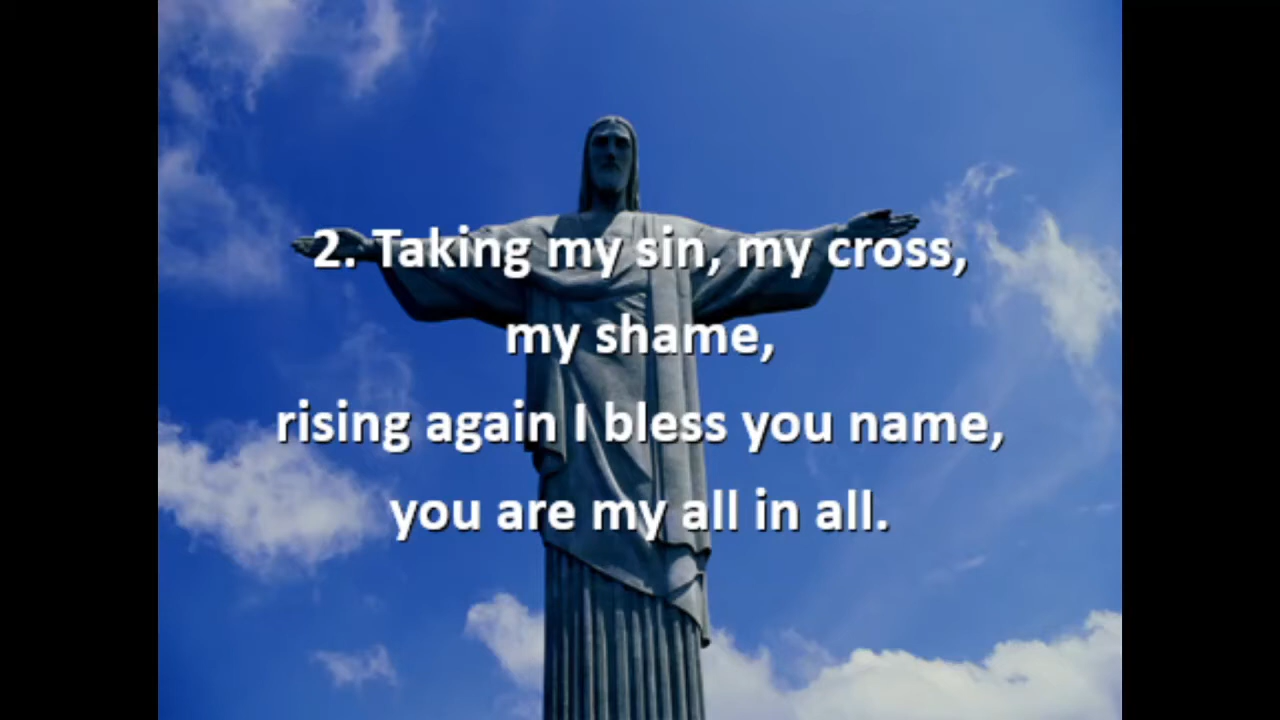 2. Taking my sin, my cross,
my shame,
rising again I bless you name,
you are my all in all.